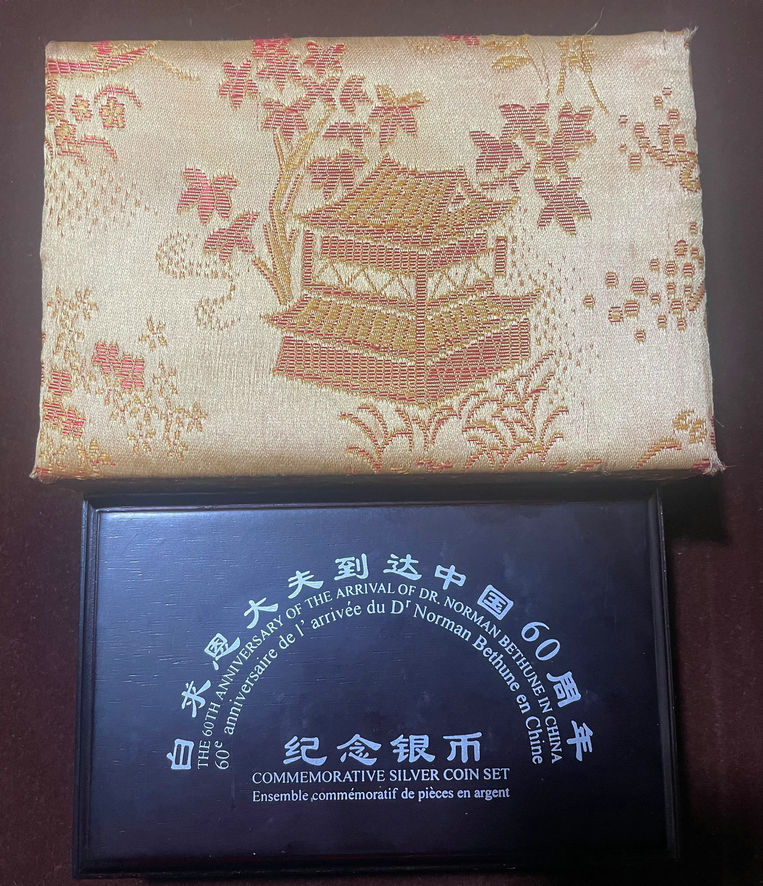 白求恩大夫到达中国60周年
THE 60TH ANNIVERSARY OF THE ARRIVAL OF DR. NORMAN BETHUNE IN CHINA
60e anniversaire de l'arrivée du Dr Norman Bethune en Chine
纪念银币
COMMEMORATIVE SILVER COIN SET
Ensemble commémoratif de pièces en argent